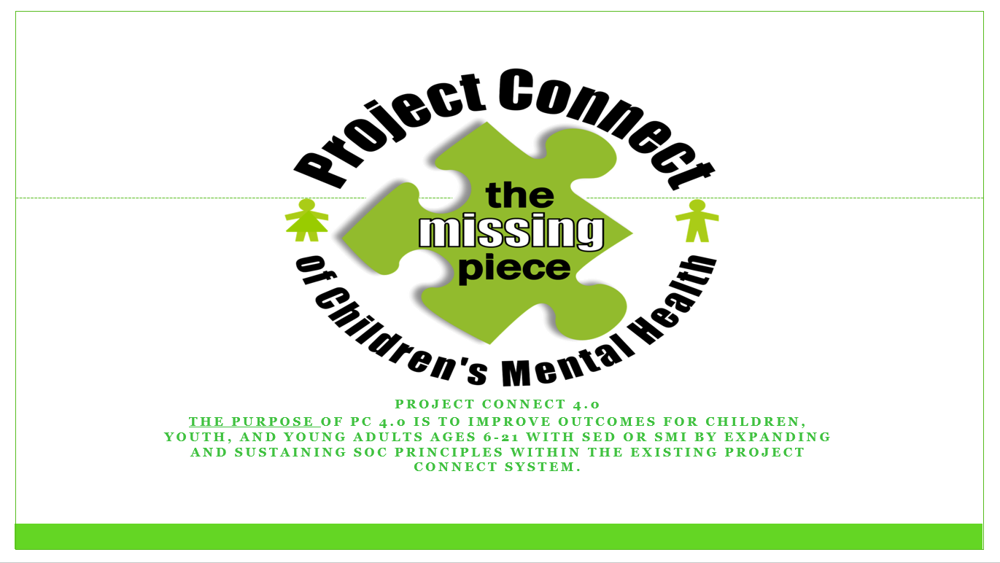 Project Connect
the
missing
piece
of Children's Mental Health
PROJECT CONNECT 4.0
THE PURPOSE OF PC 4.0 IS TO IMPROVE OUTCOMES FOR CHILDREN,
YOUTH, AND YOUNG ADULTS AGES 6-21 WITH SED OR SMI BY EXPANDING
AND SUSTAINING SOC PRINCIPLES WITHIN THE EXISTING PROJECT
CONNECT SYSTEM.